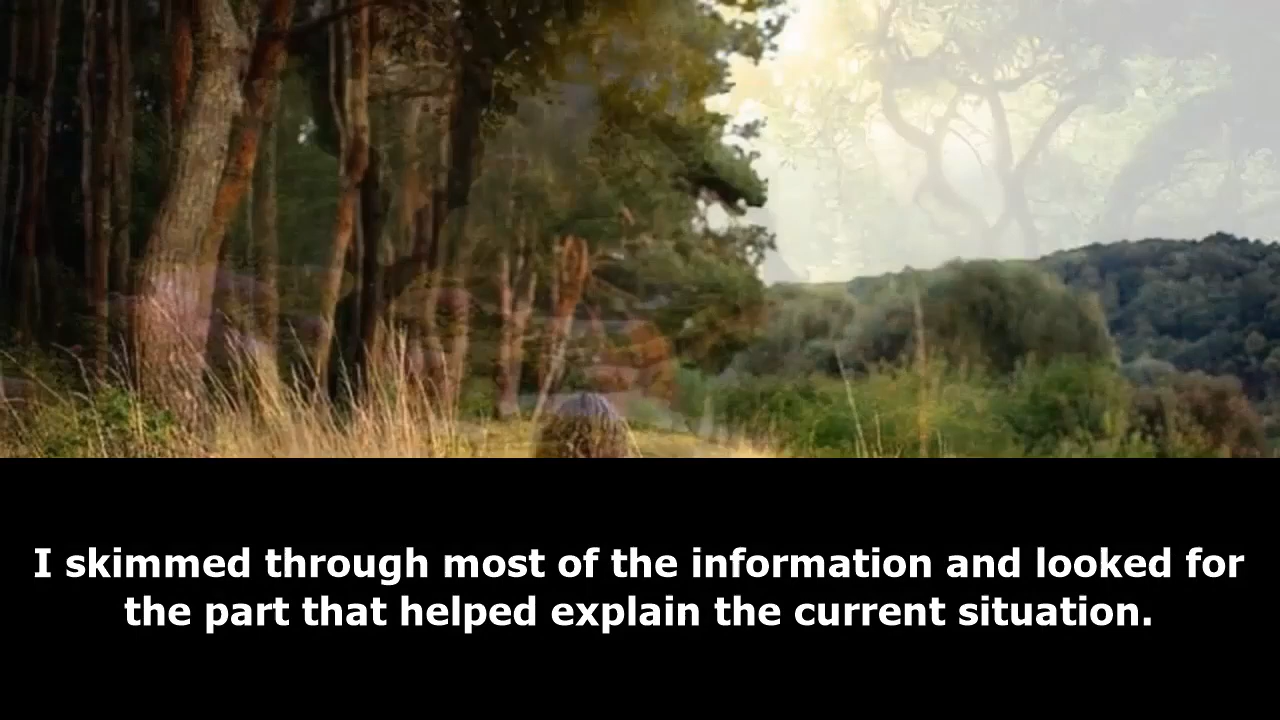 I skimmed through most of the information and looked for
the part that helped explain the current situation.